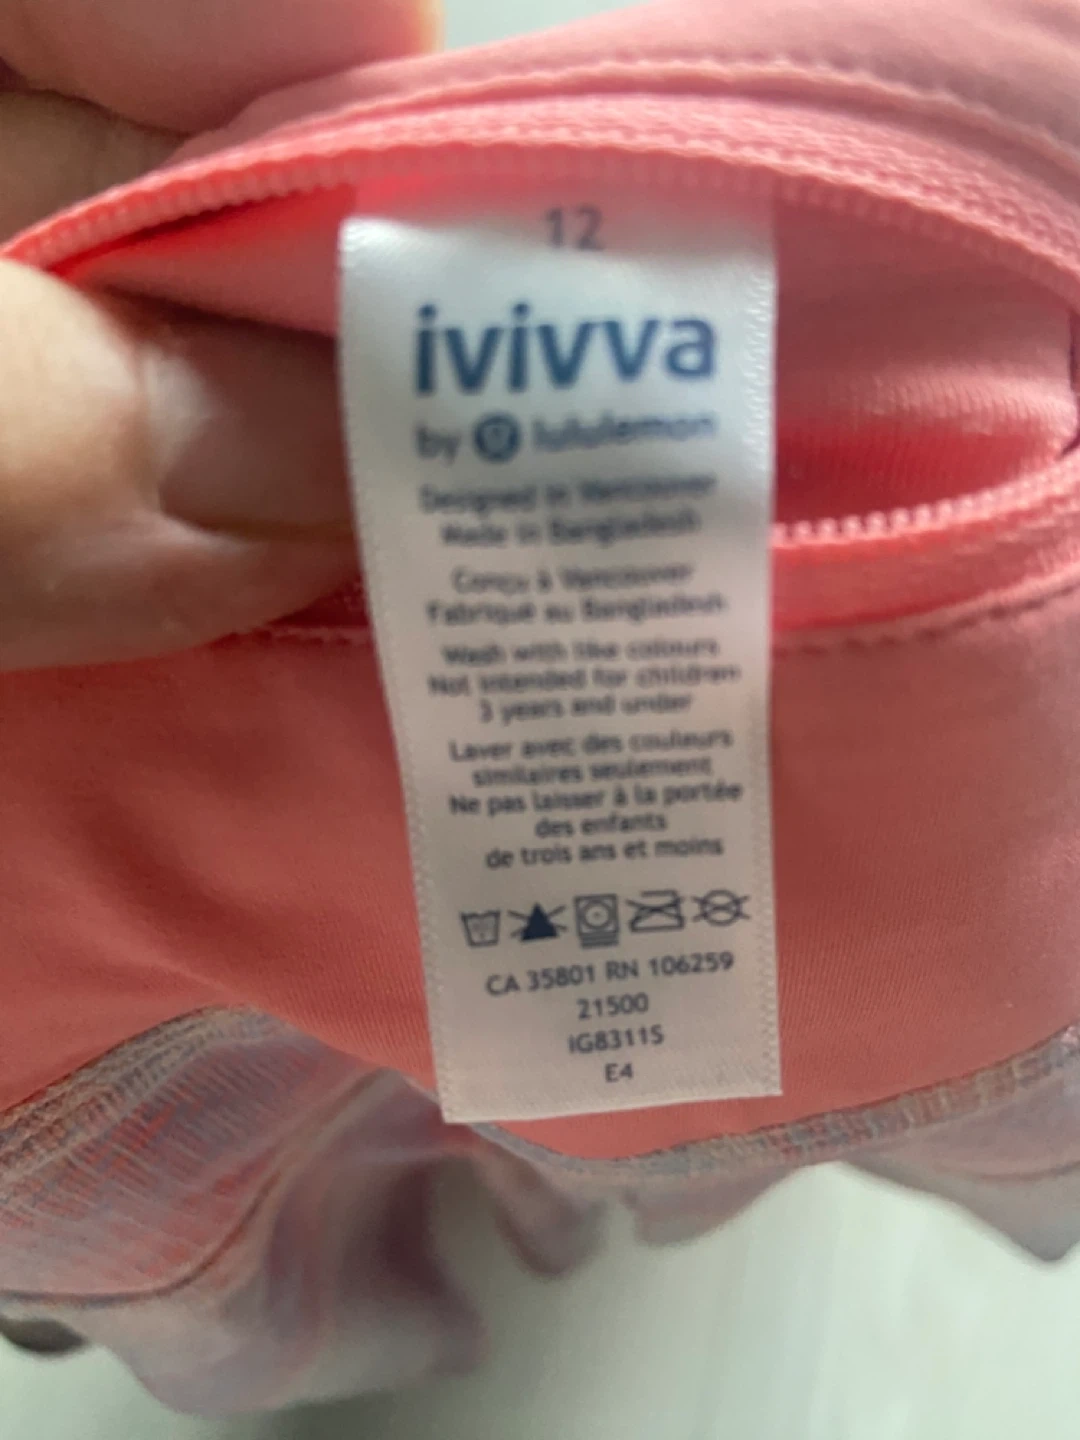 12
ivivva
by lululemon
Designed in Vancouver
Made in Bangladesh
Conçu à Vancouver
Fabriqué au Bangladesh
Wash with like colours
Not intended for children
3 years and under
Laver avec des couleurs
similaires seulement
Ne pas laisser à la portée
des enfants
de trois ans et moins
CA 35801 RN 106259
21500
IG8311S
E4